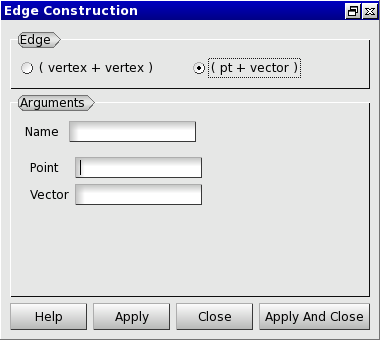 Edge Construction
Edge
( vertex + vertex ) ( pt + vector )
Arguments
Name
Point
Vector
Help Apply Close Apply And Close